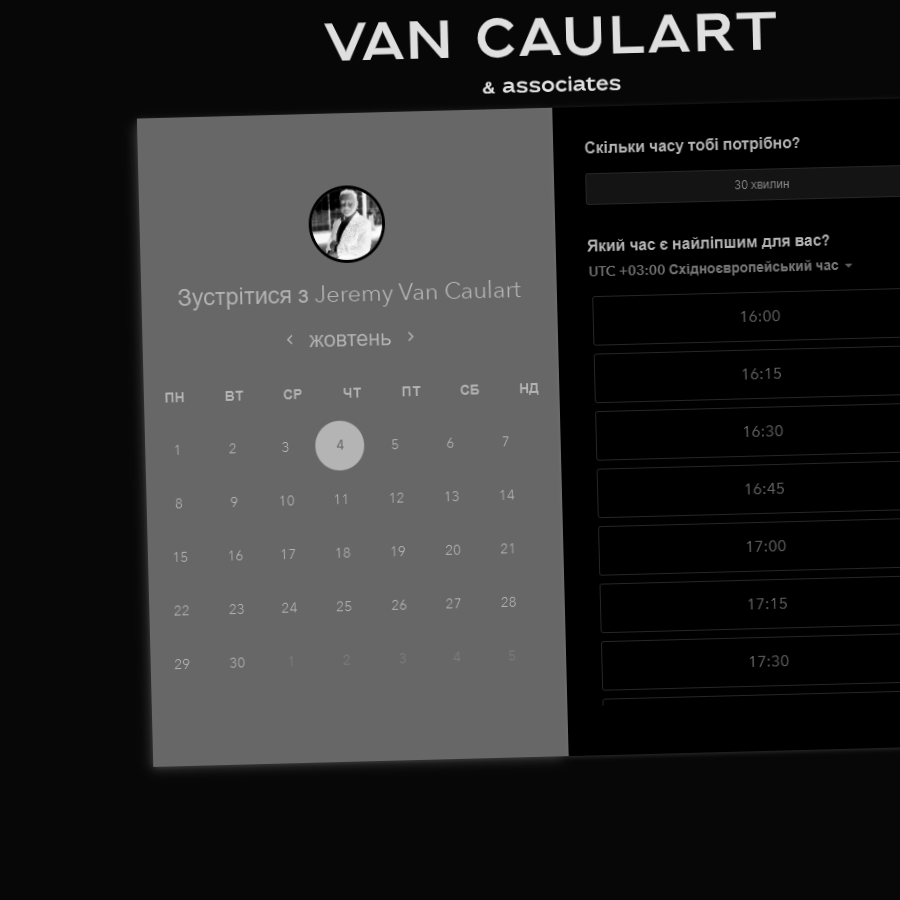 VAN CAULART
& associates
Зустрітися з Jeremy Van Caulart
‹ жовтень ›
ПН ВТ СР ЧТ ПТ СБ НД
1 2 3 4 5 6 7
8 9 10 11 12 13 14
15 16 17 18 19 20 21
22 23 24 25 26 27 28
29 30 1 2 3 4 5
Скільки часу тобі потрібно?
30 хвилин
Який час є найліпшим для вас?
UTC +03:00 Східноєвропейський час
16:00
16:15
16:30
16:45
17:00
17:15
17:30